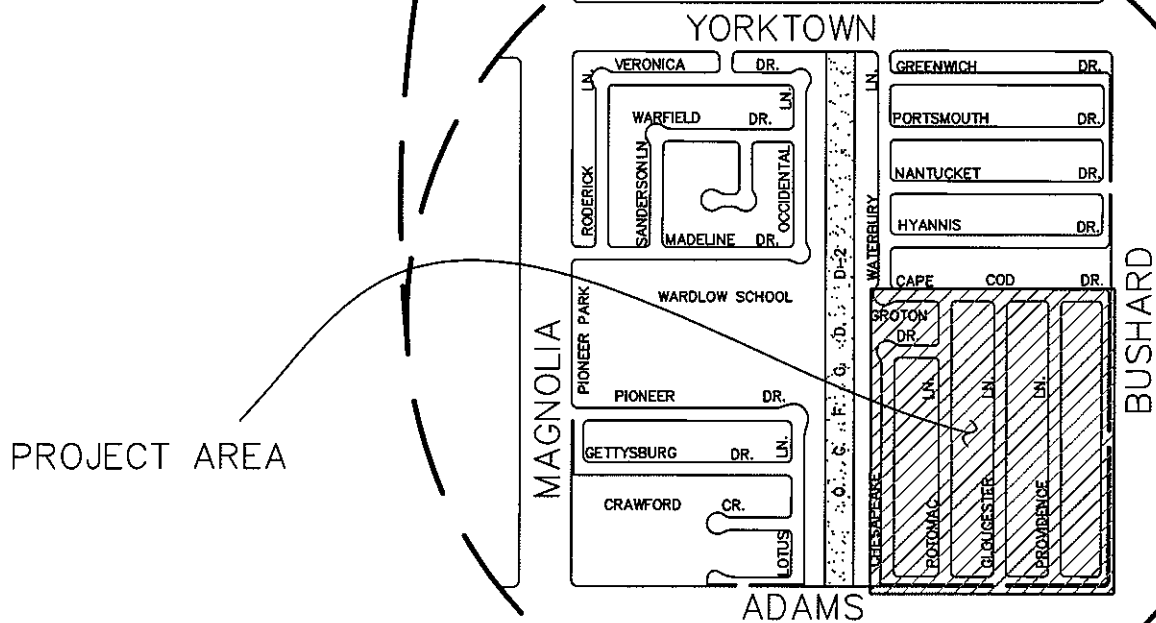 YORKTOWN
VERONICA DR.
LN.
WARFIELD DR.
LN.
RODERICK
SANDERSON LN
OCCIDENTAL
MADELINE DR.
WARDLOW SCHOOL
PIONEER PARK
MAGNOLIA
PIONEER DR.
GETTYSBURG DR.
LN.
CRAWFORD CR.
LOTUS
O. C. F. C. D. D-2
LN.
WATERBURY
GREENWICH DR.
PORTSMOUTH DR.
NANTUCKET DR.
HYANNIS DR.
CAPE COD DR.
GROTON
DR.
CHESAPEAKE
LN.
POTOMAC
LN.
GLOUGESTER
LN.
PROVIDENCE
BUSHARD
PROJECT AREA
ADAMS